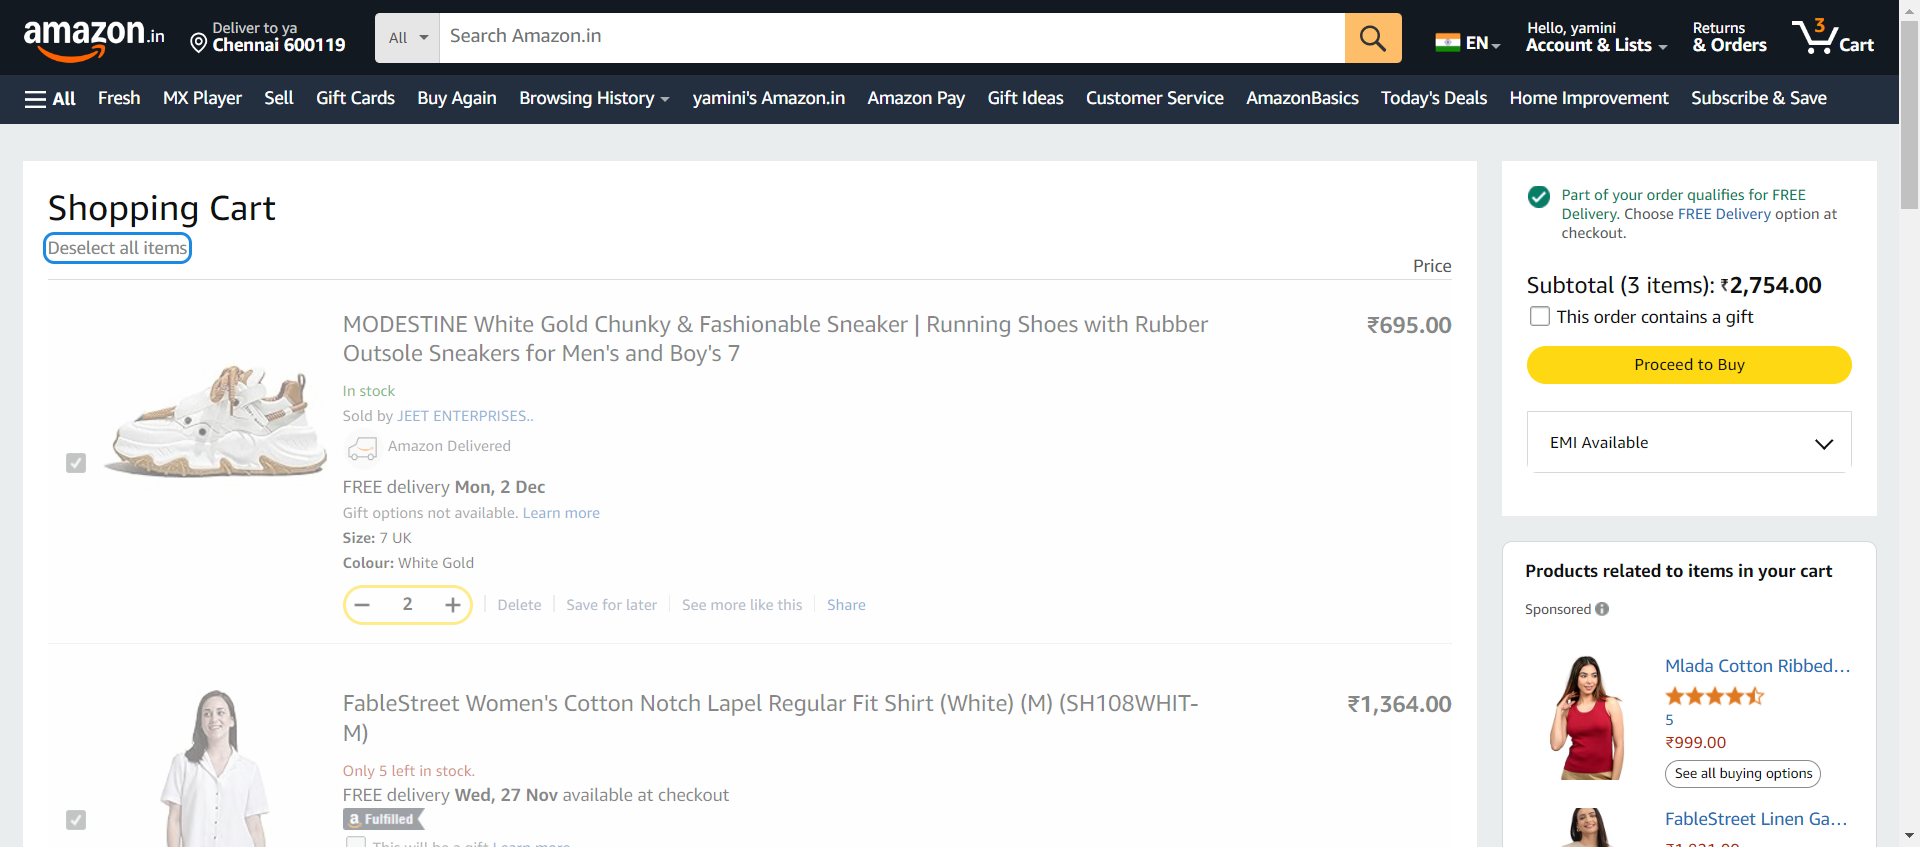 amazon.in
Deliver to ya
Chennai 600119
All
Search Amazon.in
EN
Hello, yamini
Account & Lists
Returns
& Orders
3
Cart
All
Fresh
MX Player
Sell
Gift Cards
Buy Again
Browsing History
yamini's Amazon.in
Amazon Pay
Gift Ideas
Customer Service
AmazonBasics
Today's Deals
Home Improvement
Subscribe & Save
Shopping Cart
Deselect all items
Price
MODESTINE White Gold Chunky & Fashionable Sneaker | Running Shoes with Rubber
Outsole Sneakers for Men's and Boy's 7
₹695.00
In stock
Sold by JEET ENTERPRISES..
Amazon Delivered
FREE delivery Mon, 2 Dec
Gift options not available. Learn more
Size: 7 UK
Colour: White Gold
2
Delete
Save for later
See more like this
Share
FableStreet Women's Cotton Notch Lapel Regular Fit Shirt (White) (M) (SH108WHIT-
M)
₹1,364.00
Only 5 left in stock.
FREE delivery Wed, 27 Nov available at checkout
a Fulfilled
This will be a gift Learn more
Part of your order qualifies for FREE
Delivery. Choose FREE Delivery option at
checkout.
Subtotal (3 items): ₹2,754.00
This order contains a gift
Proceed to Buy
EMI Available
Products related to items in your cart
Sponsored
Mlada Cotton Ribbed…
5
₹999.00
See all buying options
FableStreet Linen Ga…